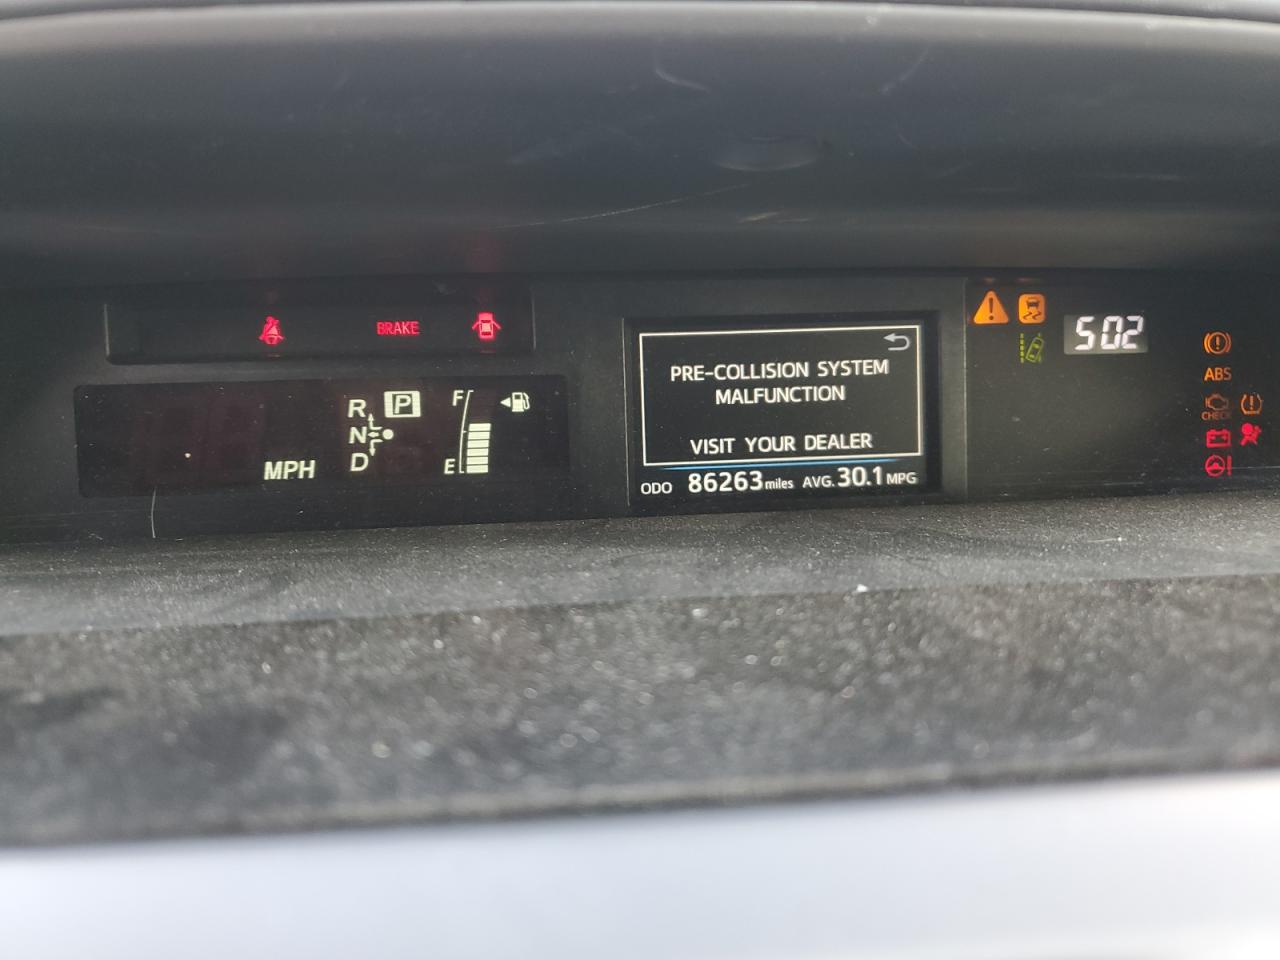 BRAKE
R P
N
D
MPH
F
E
PRE-COLLISION SYSTEM
MALFUNCTION
VISIT YOUR DEALER
ODO 86263 miles AVG. 30.1 MPG
5:02
ABS
CHECK